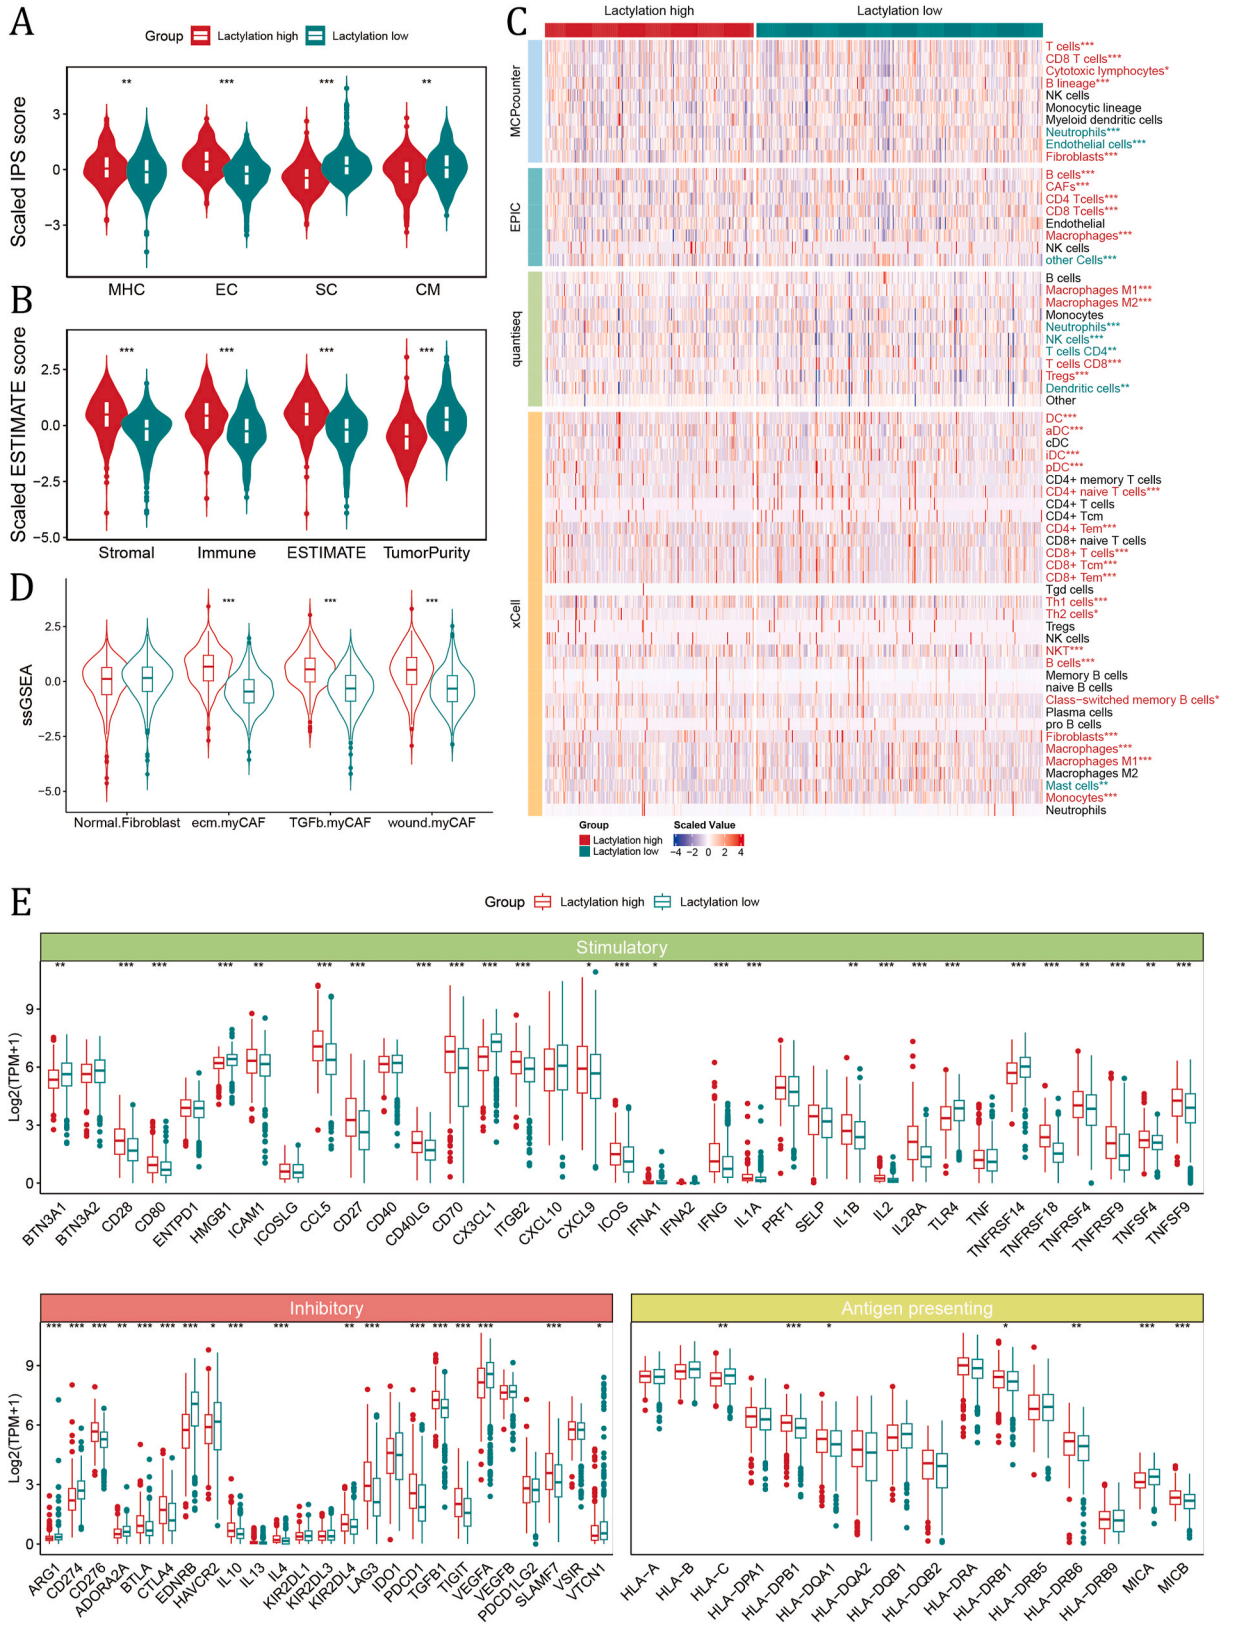 A
Group Lactylation high Lactylation low
Scaled IPS score
** *** *** **
3
0
−3
MHC EC SC CM
B
Scaled ESTIMATE score
*** *** *** ***
2.5
0.0
−2.5
−5.0
Stromal Immune ESTIMATE TumorPurity
D
ssGSEA
*** *** ***
2.5
0.0
−2.5
−5.0
Normal.Fibroblast ecm.myCAF TGFb.myCAF wound.myCAF
C
Lactylation high Lactylation low
MCPcounter
T cells***
CD8 T cells***
Cytotoxic lymphocytes*
B lineage***
NK cells
Monocytic lineage
Myeloid dendritic cells
Neutrophils***
Endothelial cells***
Fibroblasts***
EPIC
B cells***
CAFs***
CD4 Tcells***
CD8 Tcells***
Endothelial
Macrophages***
NK cells
other Cells***
quantiseq
B cells
Macrophages M1***
Macrophages M2***
Monocytes
Neutrophils***
NK cells***
T cells CD4**
T cells CD8***
Tregs***
Dendritic cells**
Other
xCell
DC***
aDC***
cDC
iDC***
pDC***
CD4+ memory T cells
CD4+ naive T cells***
CD4+ T cells
CD4+ Tcm
CD4+ Tem***
CD8+ naive T cells
CD8+ T cells***
CD8+ Tcm***
CD8+ Tem***
Tgd cells
Th1 cells***
Th2 cells*
Tregs
NK cells
NKT***
B cells***
Memory B cells
naive B cells
Class−switched memory B cells*
Plasma cells
pro B cells
Fibroblasts***
Macrophages***
Macrophages M1***
Macrophages M2
Mast cells**
Monocytes***
Neutrophils
Group Scaled Value
Lactylation high
Lactylation low
−4 −2 0 2 4
E
Group Lactylation high Lactylation low
Stimulatory
** *** *** *** ** *** *** *** *** *** *** * *** * *** *** ** *** *** *** *** *** ** *** ** ***
Log2(TPM+1)
9
6
3
0
BTN3A1 BTN3A2 CD28 CD80 ENTPD1 HMGB1 ICAM1 ICOSLG CCL5 CD27 CD40 CD40LG CD70 CX3CL1 ITGB2 CXCL10 CXCL9 ICOS IFNA1 IFNA2 IFNG IL1A PRF1 SELP IL1B IL2 IL2RA TLR4 TNF TNFRSF14 TNFRSF18 TNFRSF4 TNFRSF9 TNFSF4 TNFSF9
Inhibitory
*** *** *** ** *** *** *** * *** *** ** *** *** *** *** *** *** *
Log2(TPM+1)
9
6
3
0
ARG1 CD274 CD276 ADORA2A BTLA CTLA4 EDNRB HAVCR2 IL10 IL13 IL4 KIR2DL1 KIR2DL3 KIR2DL4 LAG3 IDO1 PDCD1 TGFB1 TIGIT VEGFA VEGFB PDCD1LG2 SLAMF7 VSIR VTCN1
Antigen presenting
** *** * * ** *** ***
HLA−A HLA−B HLA−C HLA−DPA1 HLA−DPB1 HLA−DQA1 HLA−DQA2 HLA−DQB1 HLA−DQB2 HLA−DRA HLA−DRB1 HLA−DRB5 HLA−DRB6 HLA−DRB9 MICA MICB